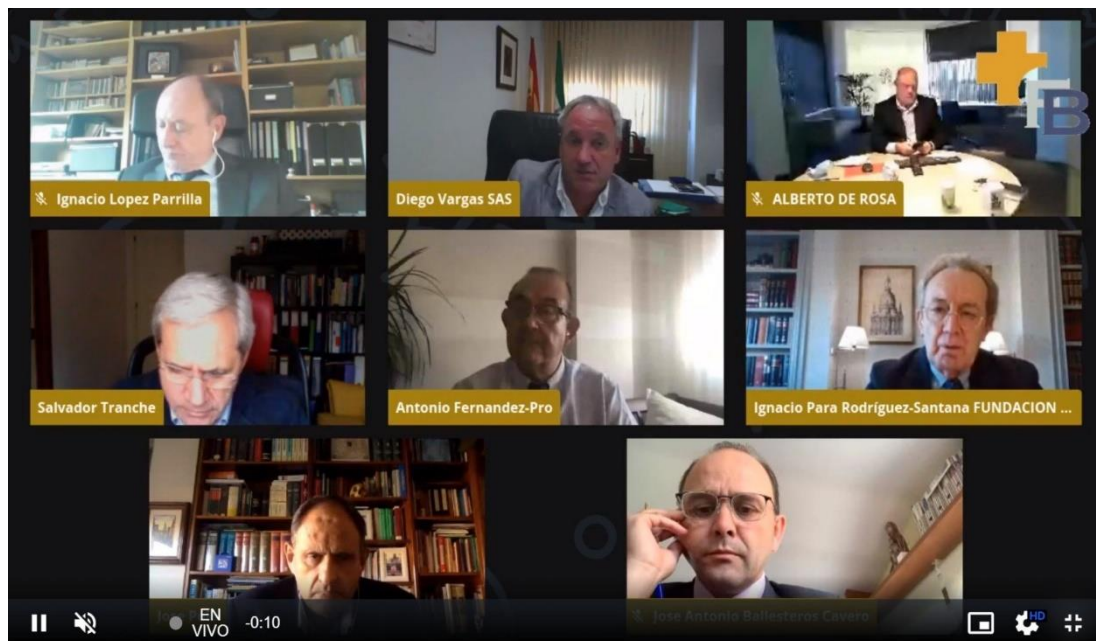 Ignacio Lopez Parrilla
Diego Vargas SAS
ALBERTO DE ROSA
FB
Salvador Tranche
Antonio Fernandez-Pro
Ignacio Para Rodríguez-Santana FUNDACION ...
Jose Antonio Ballesteros Cavero
EN
VIVO
-0:10
HD